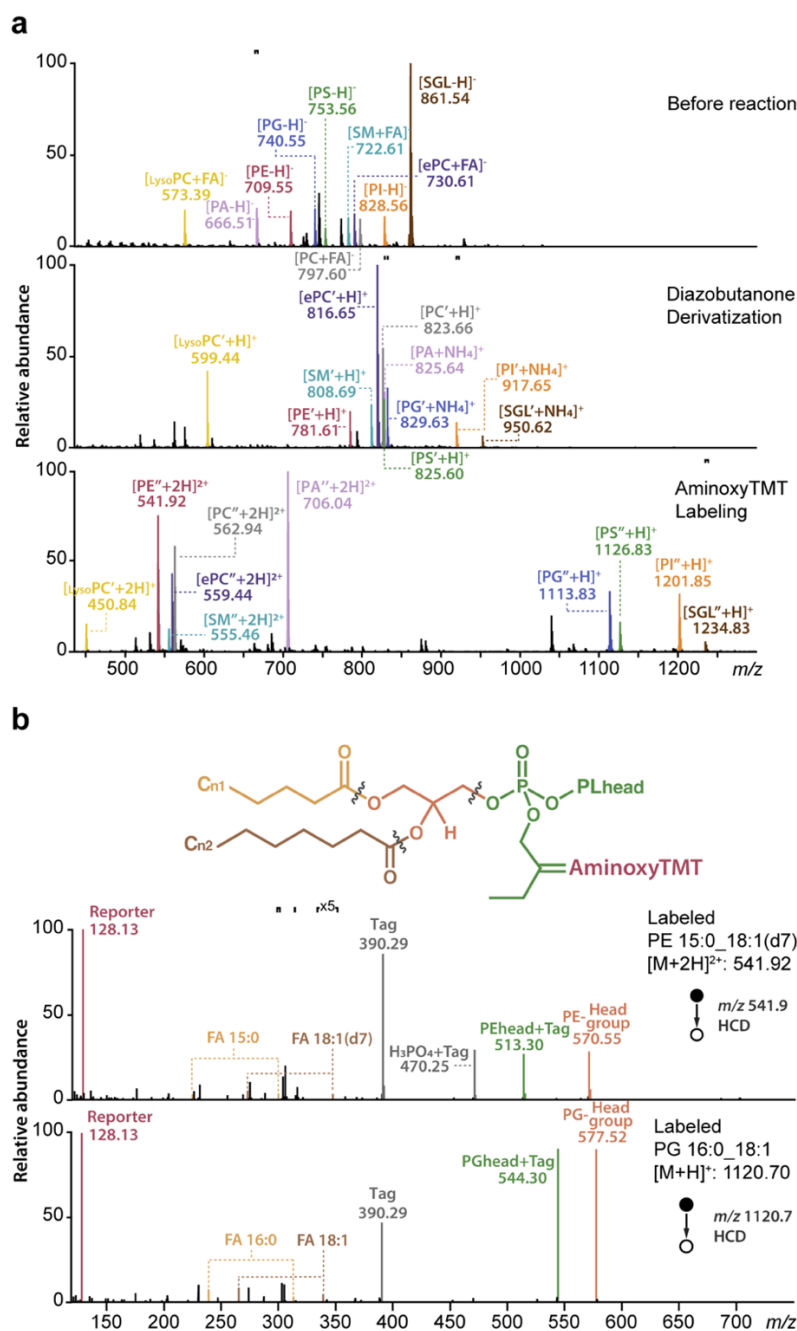 a
100
50
0
[SGL-H]-
861.54
Before reaction
[PS-H]-
753.56
[PG-H]-
740.55
[SM+FA]-
722.61
[PE-H]-
709.55
[ePC+FA]-
730.61
[LysoPC+FA]-
573.39
[PA-H]-
666.51
[PI-H]-
828.56
[PC+FA]-
797.60
Relative abundance
100
50
0
Diazobutanone
Derivatization
[ePC′+H]+
816.65
[PC′+H]+
823.66
[LysoPC′+H]+
599.44
[PA+NH4]+
825.64
[SM′+H]+
808.69
[PI′+NH4]+
917.65
[PE′+H]+
781.61
[PG′+NH4]+
829.63
[SGL′+NH4]+
950.62
[PS′+H]+
825.60
100
50
0
AminoxyTMT
Labeling
[PE″+2H]2+
541.92
[PC″+2H]2+
562.94
[PA″+2H]2+
706.04
[LysoPC′+2H]+
450.84
[ePC″+2H]2+
559.44
[SM″+2H]2+
555.46
[PS″+H]+
1126.83
[PG″+H]+
1113.83
[PI″+H]+
1201.85
[SGL″+H]+
1234.83
500 600 700 800 900 1000 1100 1200 m/z
b
Cn1
O
O
O
P
O
O
PLhead
Cn2
O
O
H
O
AminoxyTMT
x5
Relative abundance
100
50
0
Reporter
128.13
Tag
390.29
Labeled
PE 15:0_18:1(d7)
[M+2H]2+: 541.92
m/z 541.9
HCD
FA 15:0
FA 18:1(d7)
H3PO4+Tag
470.25
PEhead+Tag
513.30
PE-Head
group
570.55
100
50
0
Reporter
128.13
Tag
390.29
PGhead+Tag
544.30
PG-Head
group
577.52
Labeled
PG 16:0_18:1
[M+H]+: 1120.70
m/z 1120.7
HCD
FA 16:0
FA 18:1
150 200 250 300 350 400 450 500 550 600 650 700 m/z